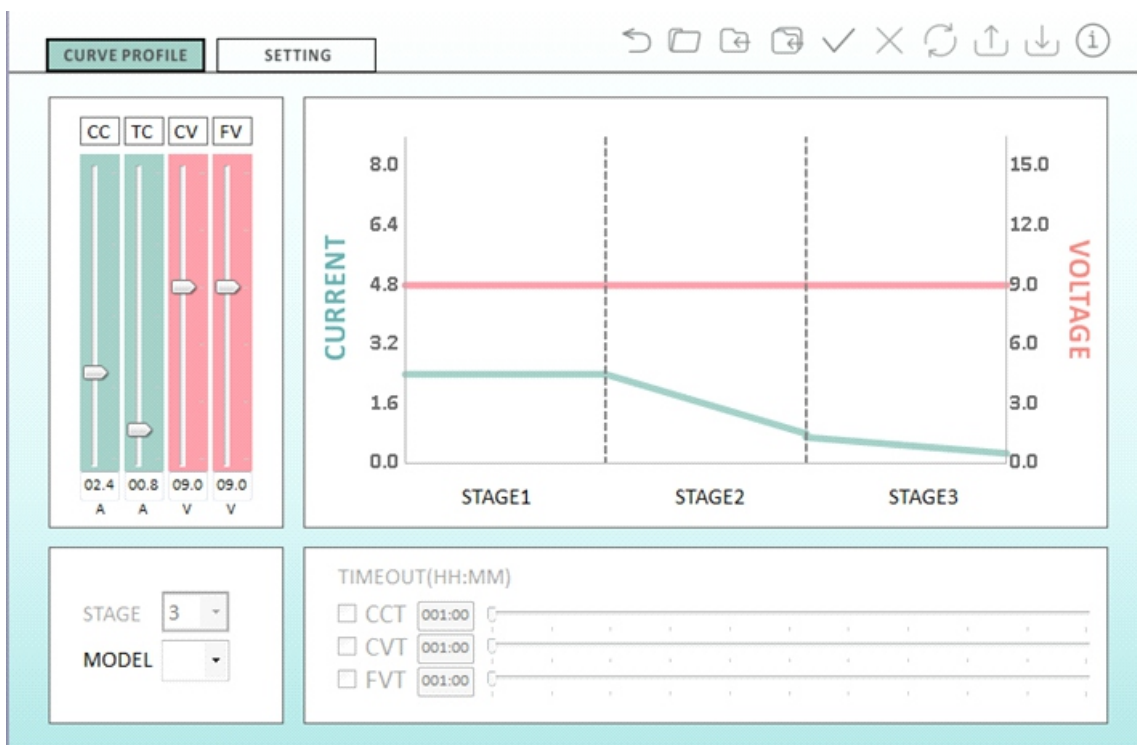 CURVE PROFILE SETTING
CC TC CV FV
02.4 00.8 09.0 09.0
A A V V
CURRENT
8.0
6.4
4.8
3.2
1.6
0.0
15.0
12.0
9.0
6.0
3.0
0.0
VOLTAGE
STAGE1 STAGE2 STAGE3
STAGE 3
MODEL
TIMEOUT(HH:MM)
CCT 001:00
CVT 001:00
FVT 001:00